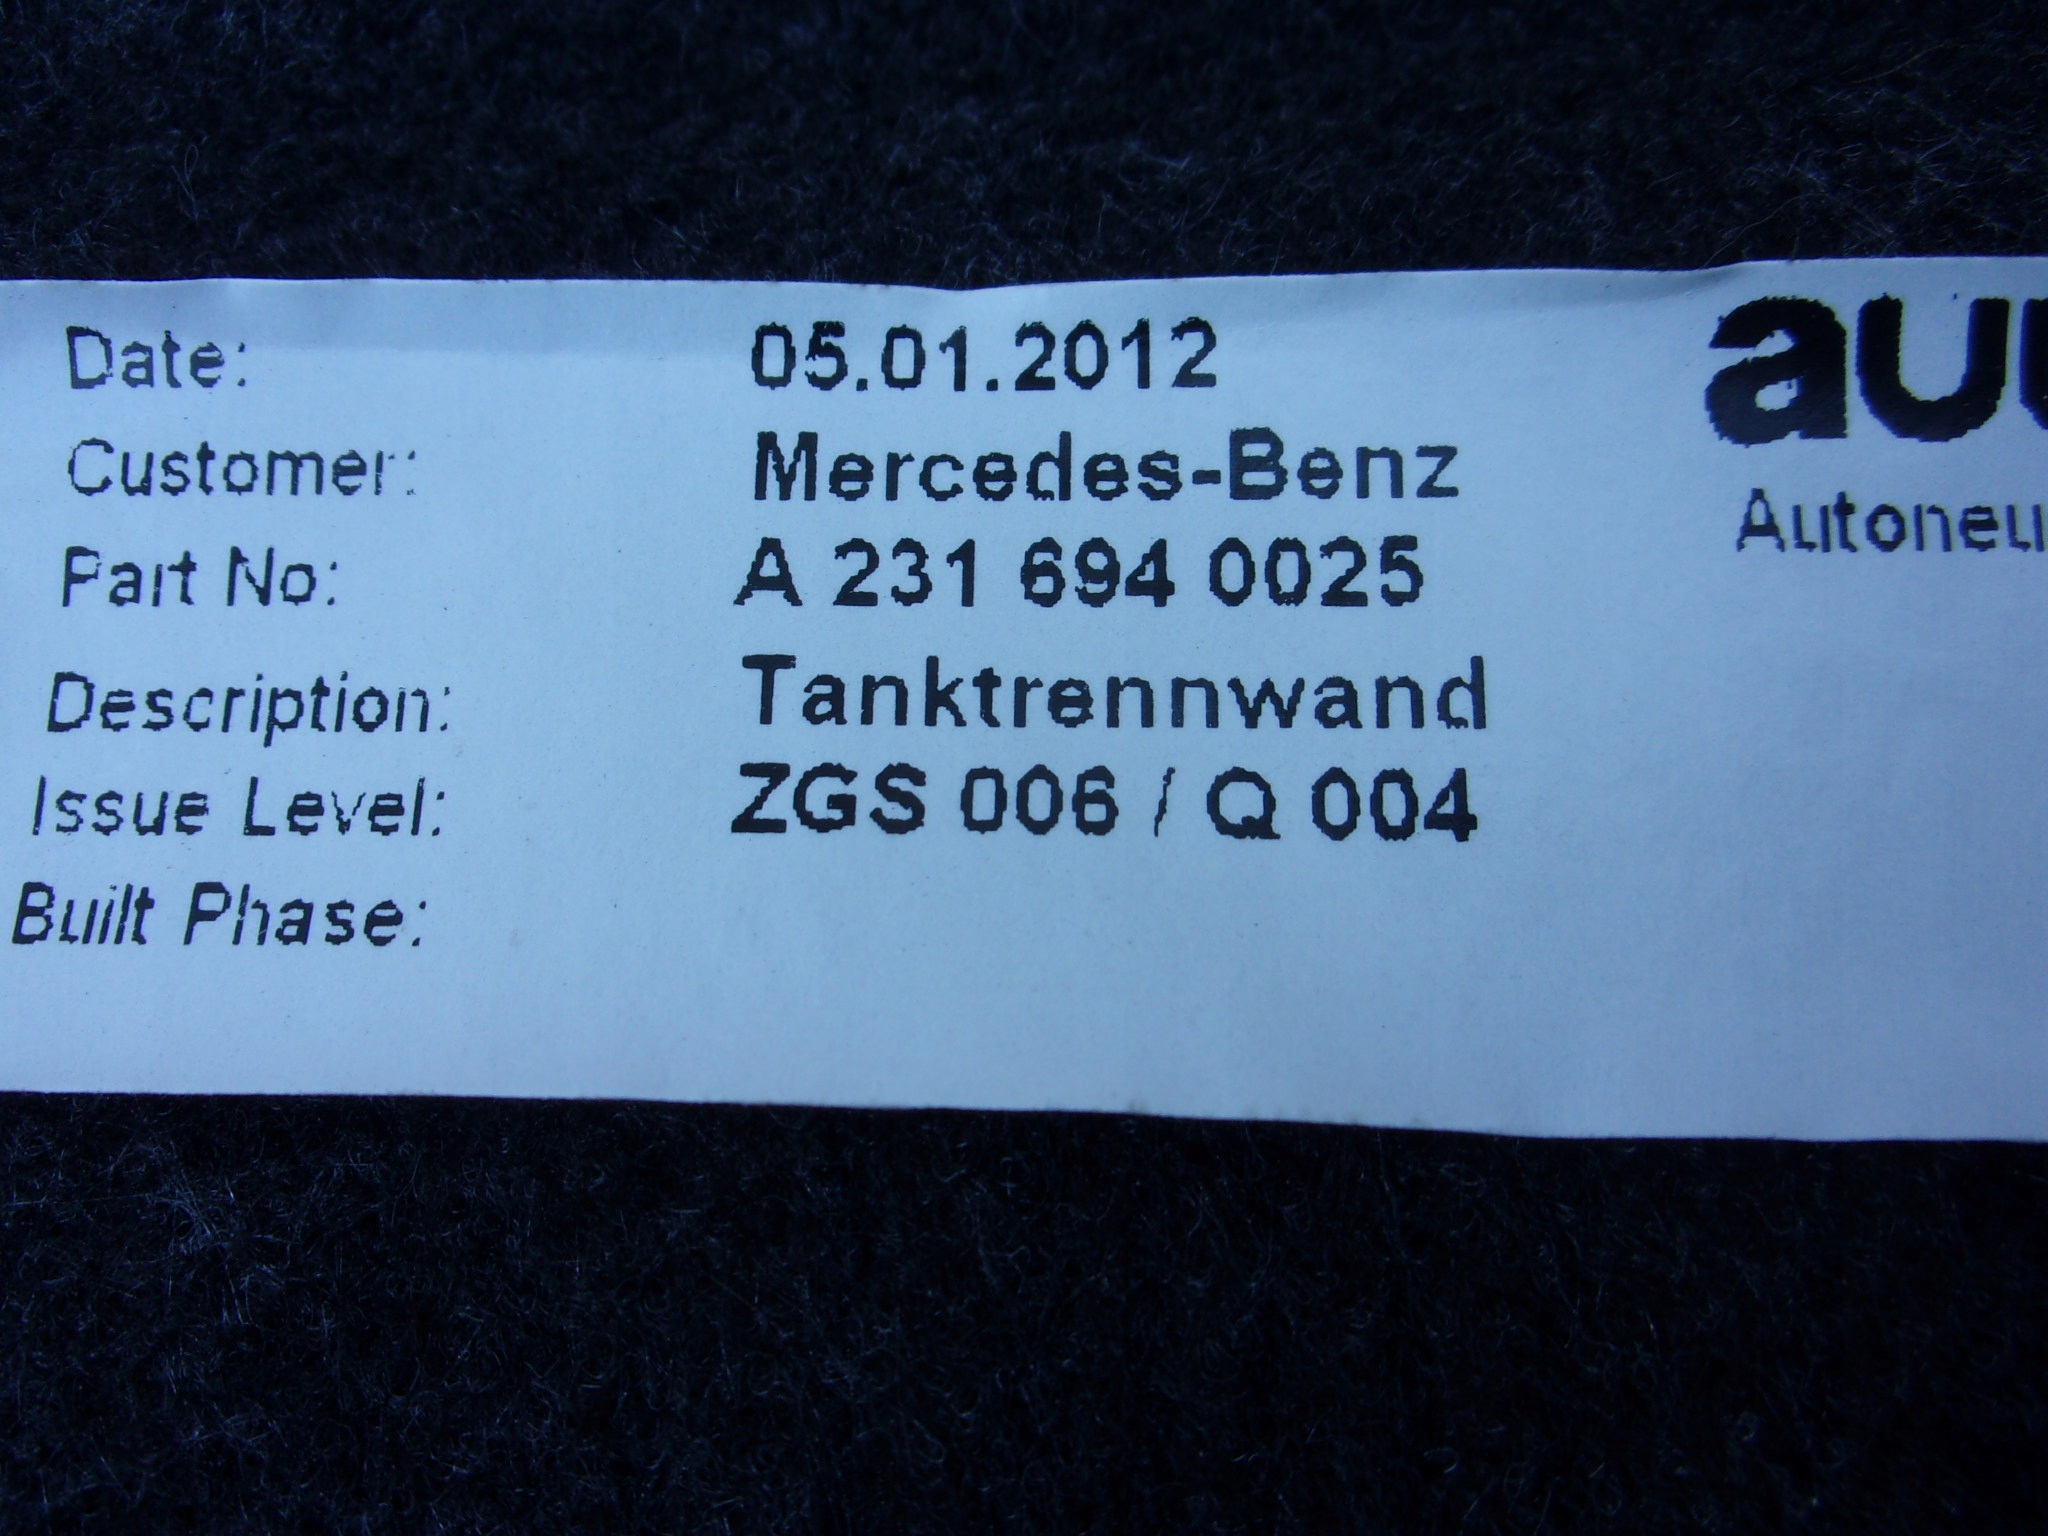 Date: 05.01.2012
Customer: Mercedes-Benz
Part No: A 231 694 0025
Description: Tanktrennwand
Issue Level: ZGS 006 / Q 004
Built Phase: